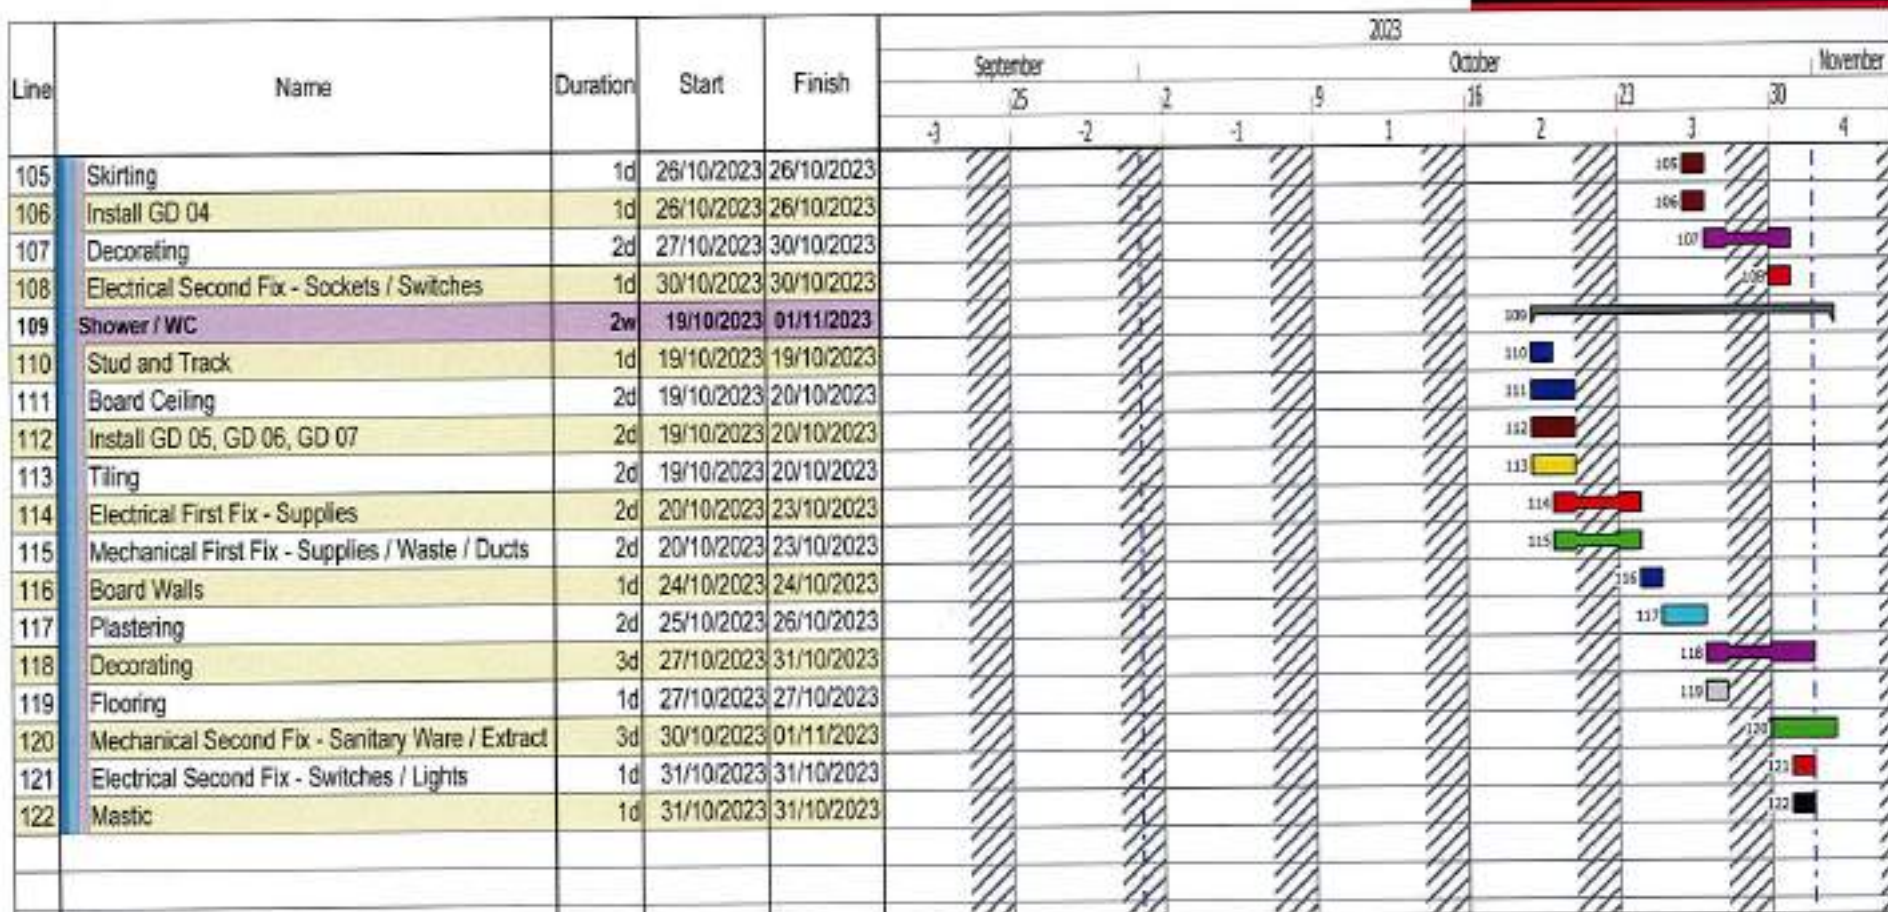 2023
September October November
Line Name Duration Start Finish
25 2 9 16 23 30
-3 -2 -1 1 2 3 4
105 Skirting 1d 26/10/2023 26/10/2023 105
106 Install GD 04 1d 26/10/2023 26/10/2023 106
107 Decorating 2d 27/10/2023 30/10/2023 107
108 Electrical Second Fix - Sockets / Switches 1d 30/10/2023 30/10/2023 108
109 Shower / WC 2w 19/10/2023 01/11/2023 109
110 Stud and Track 1d 19/10/2023 19/10/2023 110
111 Board Ceiling 2d 19/10/2023 20/10/2023 111
112 Install GD 05, GD 06, GD 07 2d 19/10/2023 20/10/2023 112
113 Tiling 2d 19/10/2023 20/10/2023 113
114 Electrical First Fix - Supplies 2d 20/10/2023 23/10/2023 114
115 Mechanical First Fix - Supplies / Waste / Ducts 2d 20/10/2023 23/10/2023 115
116 Board Walls 1d 24/10/2023 24/10/2023 116
117 Plastering 2d 25/10/2023 26/10/2023 117
118 Decorating 3d 27/10/2023 31/10/2023 118
119 Flooring 1d 27/10/2023 27/10/2023 119
120 Mechanical Second Fix - Sanitary Ware / Extract 3d 30/10/2023 01/11/2023 120
121 Electrical Second Fix - Switches / Lights 1d 31/10/2023 31/10/2023 121
122 Mastic 1d 31/10/2023 31/10/2023 122